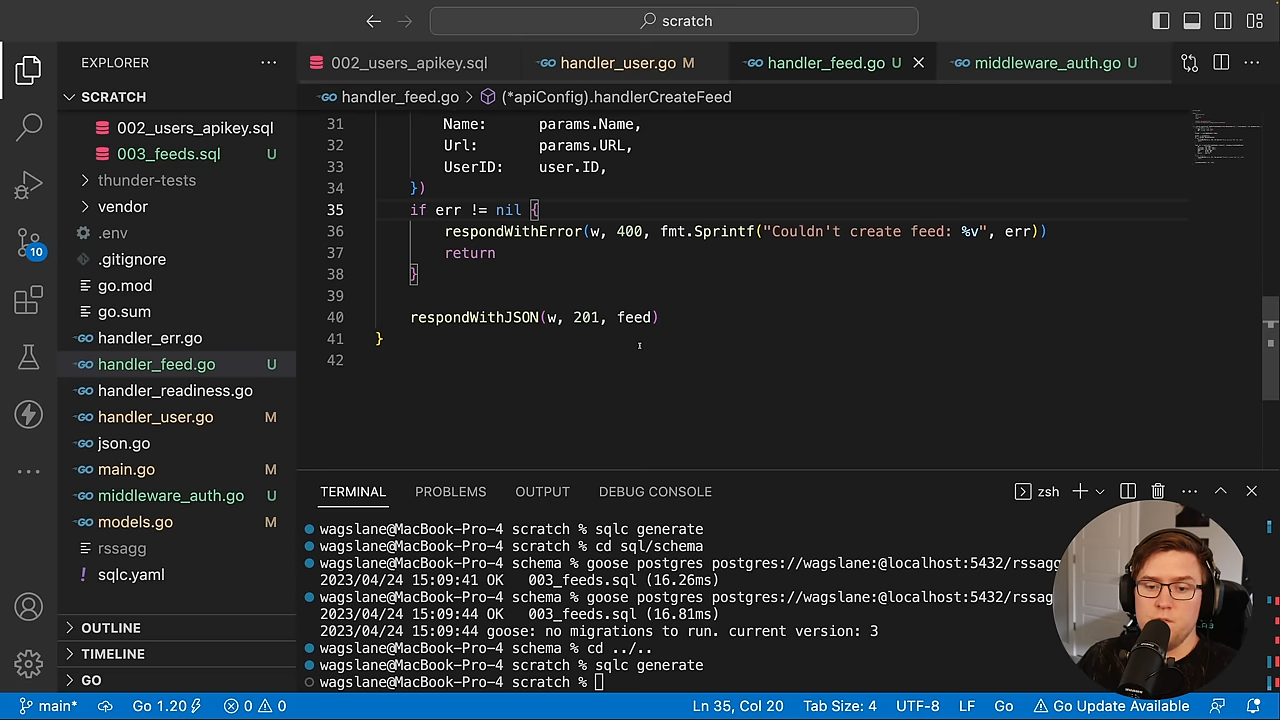 scratch
EXPLORER
SCRATCH
002_users_apikey.sql
003_feeds.sql U
thunder-tests
vendor
.env
.gitignore
go.mod
go.sum
handler_err.go
handler_feed.go U
handler_readiness.go
handler_user.go M
json.go
main.go M
middleware_auth.go U
models.go M
rssagg
sqlc.yaml
OUTLINE
TIMELINE
GO
10
002_users_apikey.sql
handler_user.go M
handler_feed.go U
middleware_auth.go U
handler_feed.go > (*apiConfig).handlerCreateFeed
31 Name: params.Name,
32 Url: params.URL,
33 UserID: user.ID,
34 })
35 if err != nil {
36 respondWithError(w, 400, fmt.Sprintf("Couldn't create feed: %v", err))
37 return
38 }
39
40 respondWithJSON(w, 201, feed)
41 }
42
TERMINAL PROBLEMS OUTPUT DEBUG CONSOLE zsh
wagslane@MacBook-Pro-4 scratch % sqlc generate
wagslane@MacBook-Pro-4 scratch % cd sql/schema
wagslane@MacBook-Pro-4 schema % goose postgres postgres://wagslane:@localhost:5432/rssagg
2023/04/24 15:09:41 OK 003_feeds.sql (16.26ms)
wagslane@MacBook-Pro-4 schema % goose postgres postgres://wagslane:@localhost:5432/rssagg
2023/04/24 15:09:44 OK 003_feeds.sql (16.81ms)
2023/04/24 15:09:44 goose: no migrations to run. current version: 3
wagslane@MacBook-Pro-4 schema % cd ../..
wagslane@MacBook-Pro-4 scratch % sqlc generate
wagslane@MacBook-Pro-4 scratch %
main* Go 1.20 0 0 Ln 35, Col 20 Tab Size: 4 UTF-8 LF Go Go Update Available